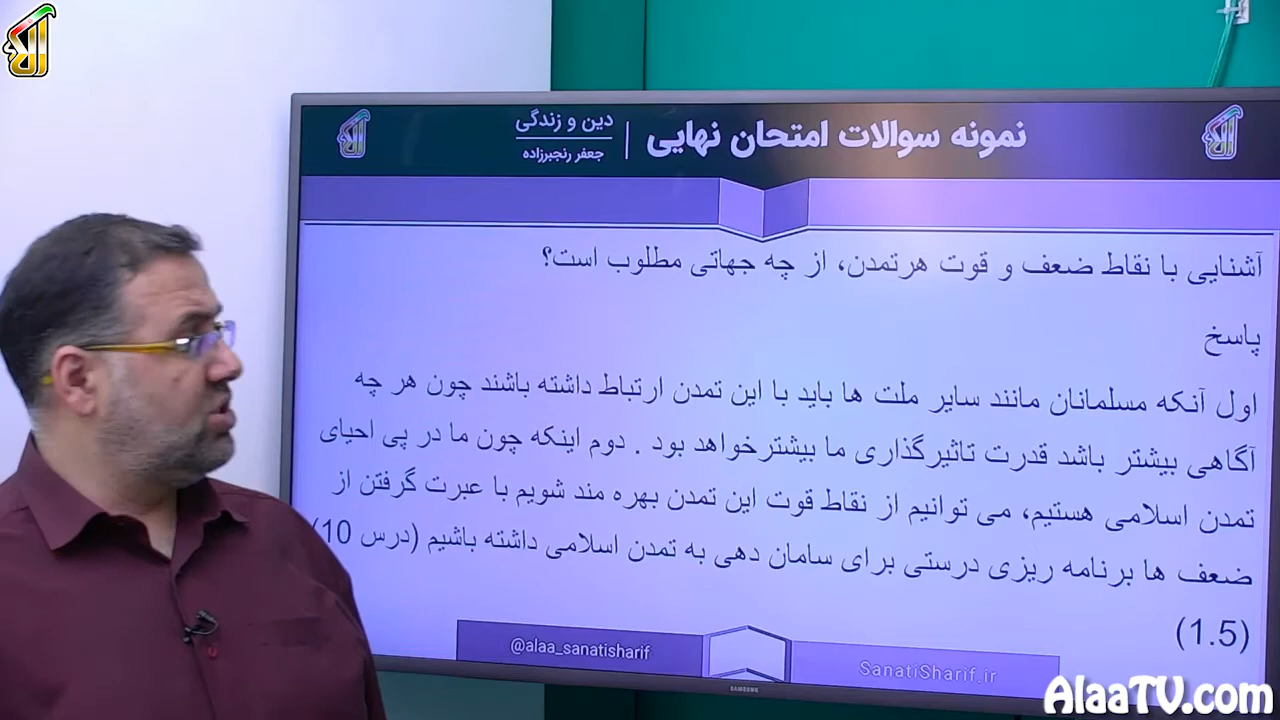 نمونه سوالات امتحان نهایی
دین و زندگی
جعفر رنجبرزاده
آشنایی با نقاط ضعف و قوت هرتمدن، از چه جهاتی مطلوب است؟
پاسخ
اول آنکه مسلمانان مانند سایر ملت ها باید با این تمدن ارتباط داشته باشند چون هر چه
آگاهی بیشتر باشد قدرت تاثیرگذاری ما بیشترخواهد بود . دوم اینکه چون ما در پی احیای
تمدن اسلامی هستیم، می توانیم از نقاط قوت این تمدن بهره مند شویم با عبرت گرفتن از
ضعف ها برنامه ریزی درستی برای سامان دهی به تمدن اسلامی داشته باشیم (درس 10)
(1.5)
@alaa_sanatisharif
SanatiSharif.ir
SAMSUNG
AlaaTV.com